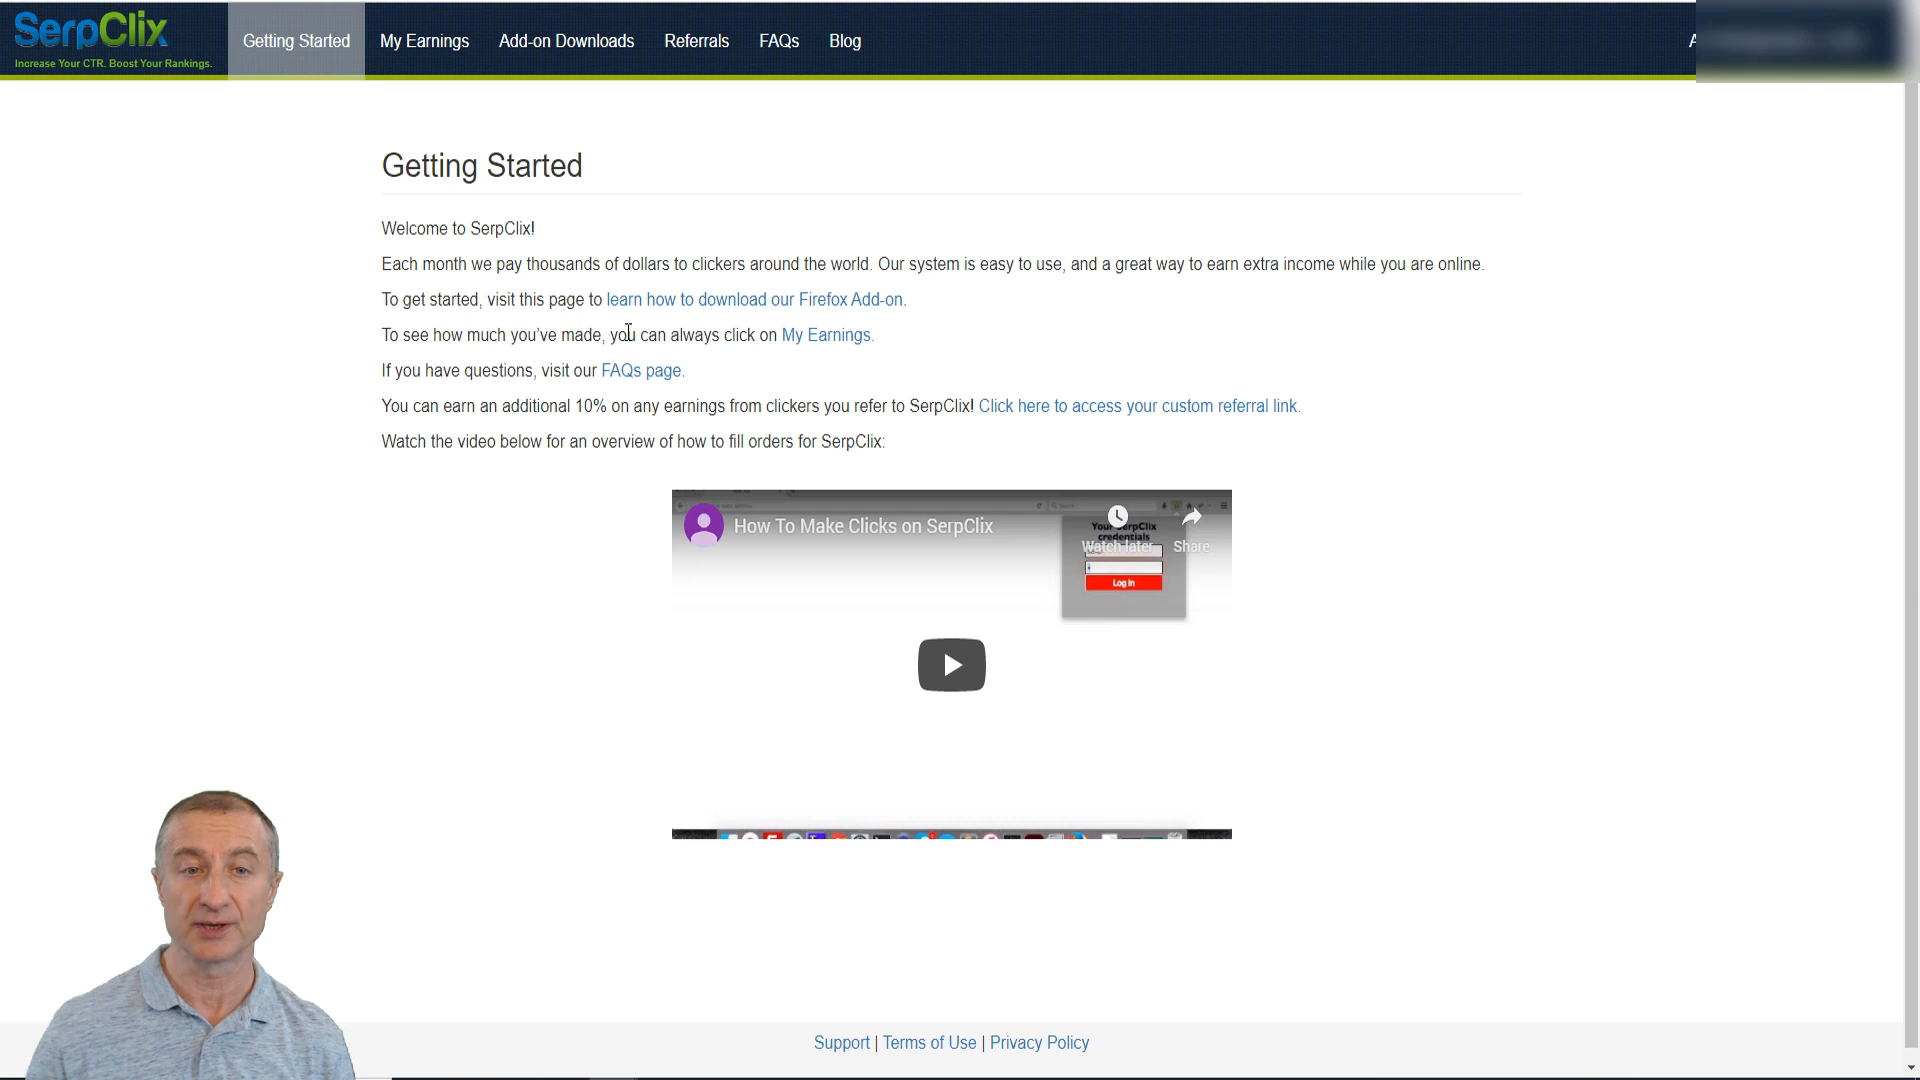 SerpClix
Increase Your CTR. Boost Your Rankings.
Getting Started
My Earnings
Add-on Downloads
Referrals
FAQs
Blog
Getting Started
Welcome to SerpClix!
Each month we pay thousands of dollars to clickers around the world. Our system is easy to use, and a great way to earn extra income while you are online.
To get started, visit this page to learn how to download our Firefox Add-on.
To see how much you’ve made, you can always click on My Earnings.
If you have questions, visit our FAQs page.
You can earn an additional 10% on any earnings from clickers you refer to SerpClix! Click here to access your custom referral link.
Watch the video below for an overview of how to fill orders for SerpClix:
How To Make Clicks on SerpClix
Your SerpClix
credentials
Watch later
Share
Log In
Support | Terms of Use | Privacy Policy